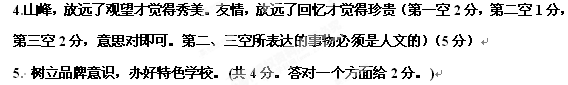 4.山峰，放远了观望才觉得秀美。友情，放远了回忆才觉得珍贵（第一空 2 分，第二空 1 分，
第三空 2 分，意思对即可。第二、三空所表达的事物必须是人文的）(5 分）
5. 树立品牌意识，办好特色学校。(共 4 分。答对一个方面给 2 分。)